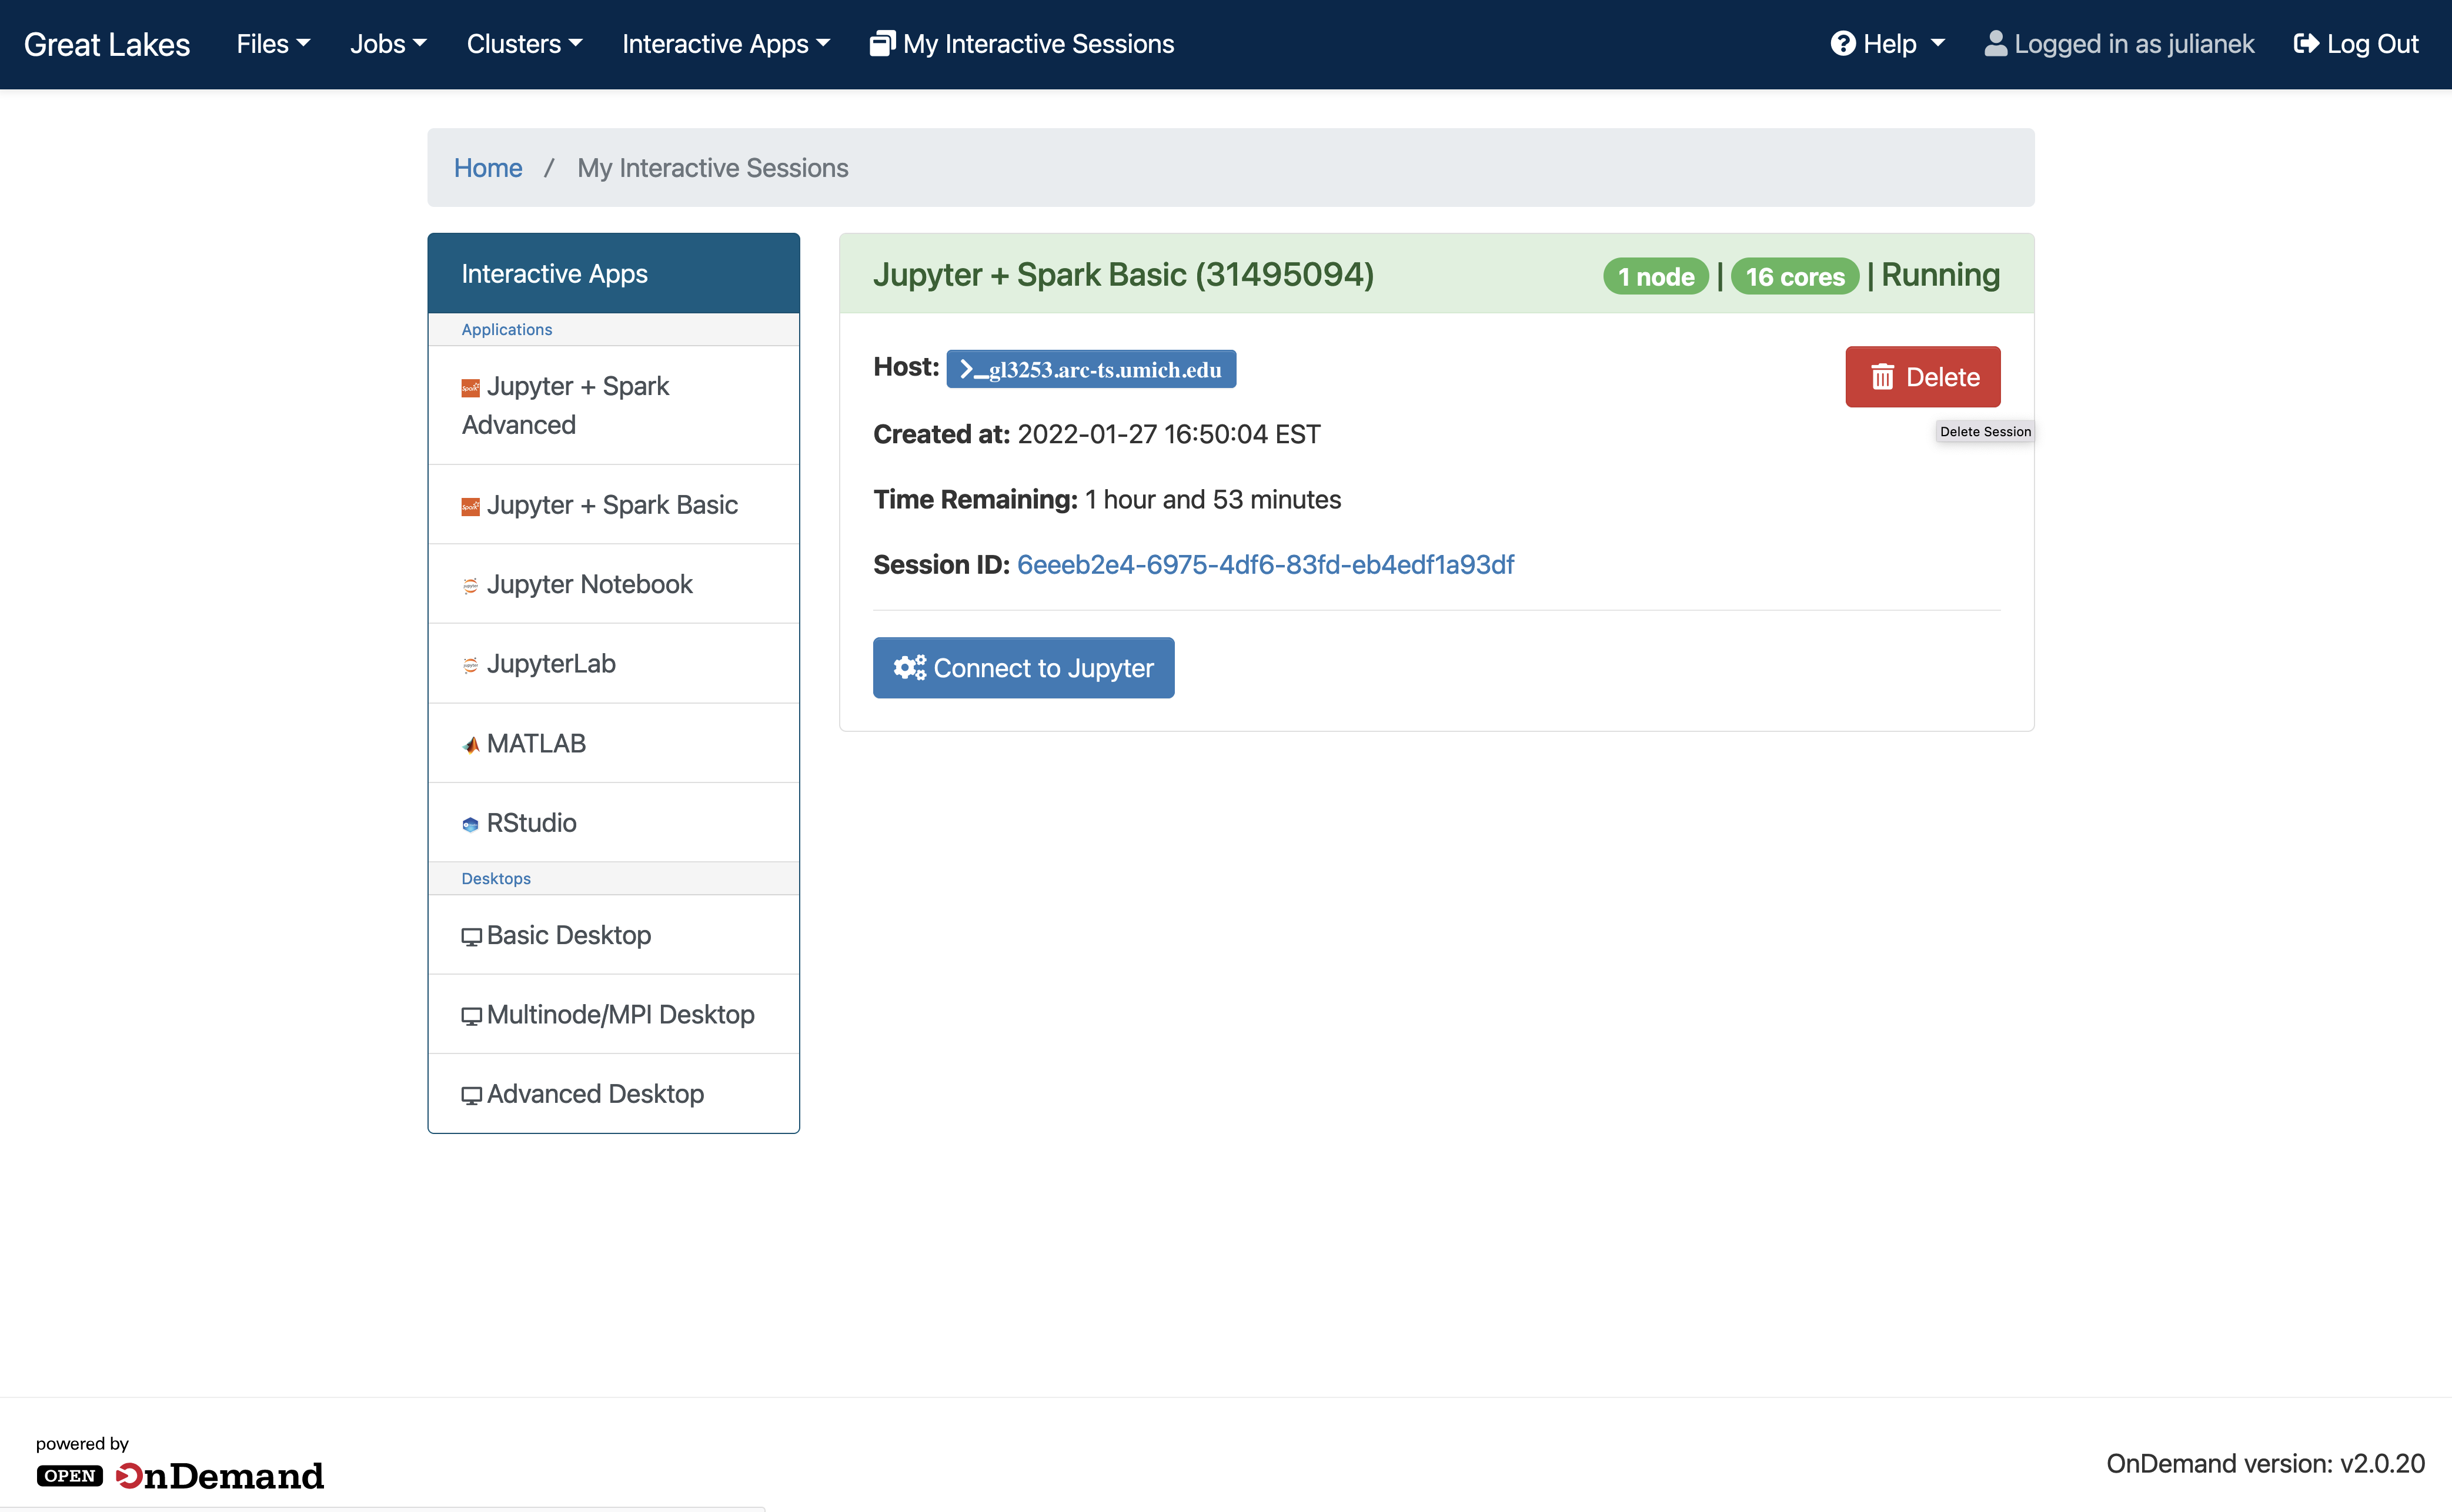 Great Lakes Files Jobs Clusters Interactive Apps My Interactive Sessions Help Logged in as julianek Log Out
Home / My Interactive Sessions
Interactive Apps
Applications
Jupyter + Spark
Advanced
Jupyter + Spark Basic
Jupyter Notebook
JupyterLab
MATLAB
RStudio
Desktops
Basic Desktop
Multinode/MPI Desktop
Advanced Desktop
Jupyter + Spark Basic (31495094) 1 node | 16 cores | Running
Host: >_gl3253.arc-ts.umich.edu
Delete
Delete Session
Created at: 2022-01-27 16:50:04 EST
Time Remaining: 1 hour and 53 minutes
Session ID: 6eeeb2e4-6975-4df6-83fd-eb4edf1a93df
Connect to Jupyter
powered by
OPEN OnDemand
OnDemand version: v2.0.20